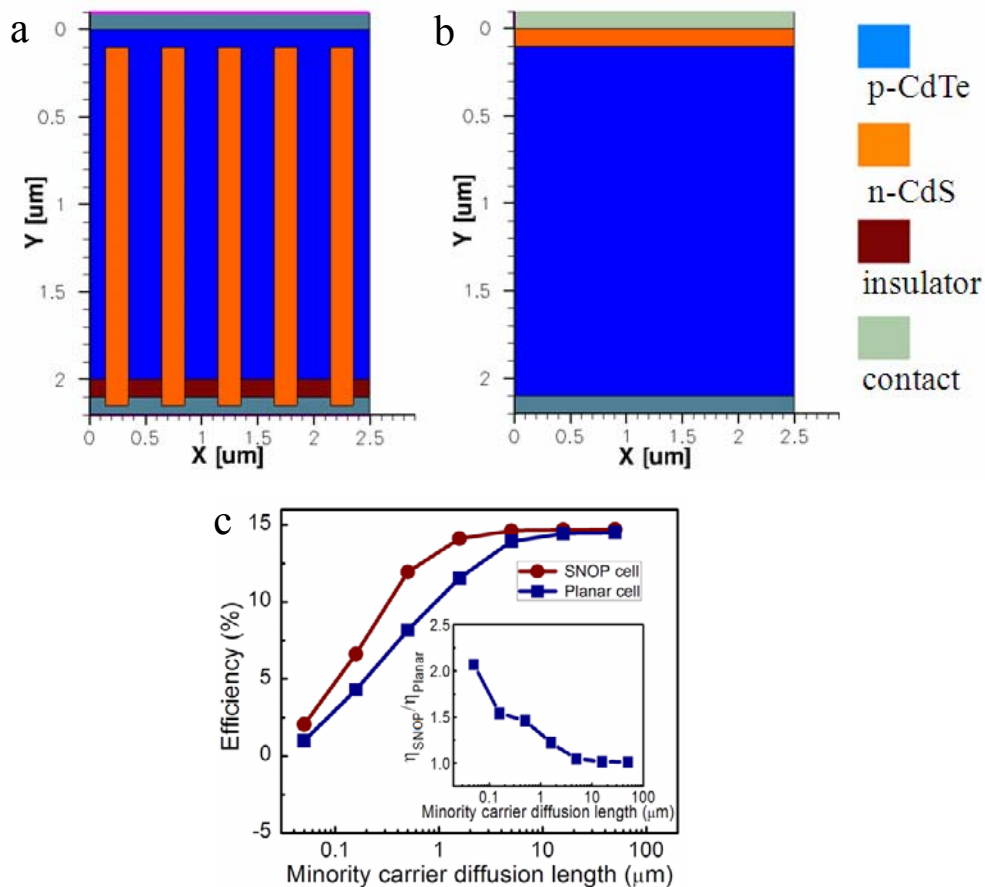 a
0
0.5
1
1.5
2
Y [um]
0 0.5 1 1.5 2 2.5
X [um]
b
0
0.5
1
1.5
2
Y [um]
0 0.5 1 1.5 2 2.5
X [um]
p-CdTe
n-CdS
insulator
contact
c
15
10
5
0
-5
Efficiency (%)
SNOP cell
Planar cell
2.5
2.0
1.5
1.0
ηSNOP/ηPlanar
0.1 1 10 100
Minority carrier diffusion length (μm)
0.1 1 10 100
Minority carrier diffusion length (μm)